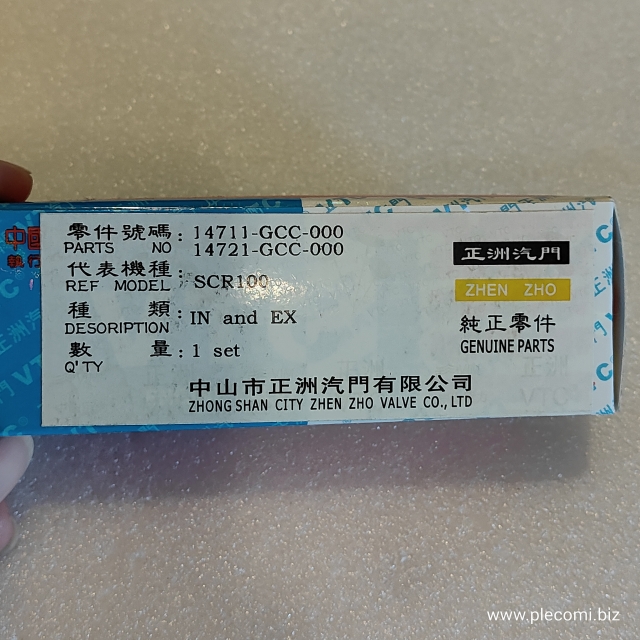 零件號碼 : 14711-GCC-000
PARTS NO 14721-GCC-000
代表機種 :
REF MODEL SCR100
種類 : IN and EX
DESORIPTION
數量 : 1 set
Q'TY
正洲汽門
ZHEN ZHO
純正零件
GENUINE PARTS
中山市正洲汽門有限公司
ZHONG SHAN CITY ZHEN ZHO VALVE CO., LTD
www.plecomi.biz